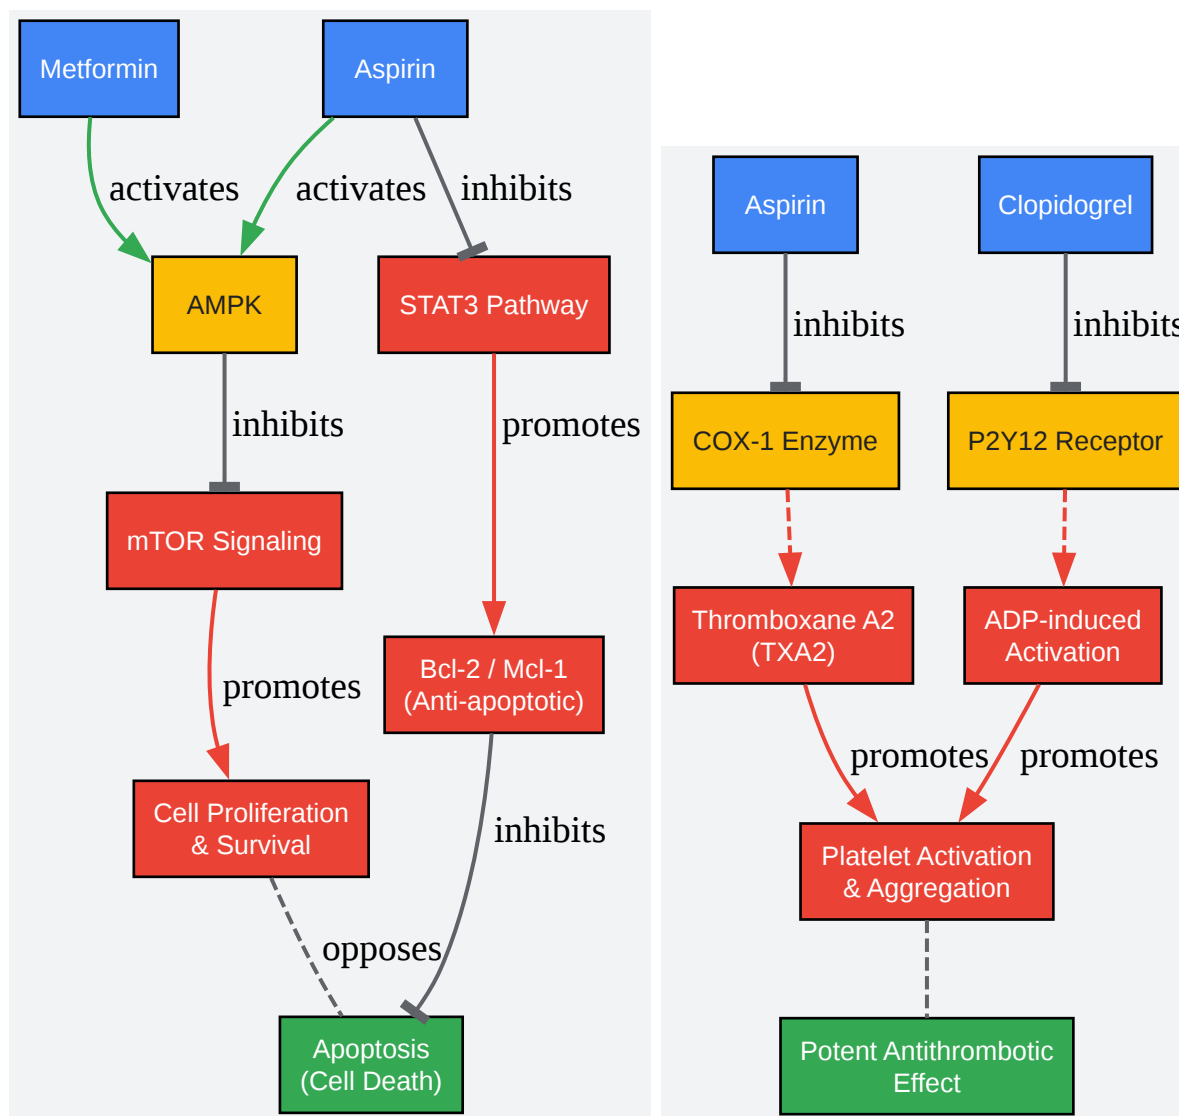 Metformin
Aspirin
activates
activates
inhibits
AMPK
STAT3 Pathway
inhibits
promotes
mTOR Signaling
promotes
Bcl-2 / Mcl-1
(Anti-apoptotic)
Cell Proliferation
& Survival
inhibits
opposes
Apoptosis
(Cell Death)
Aspirin
Clopidogrel
inhibits
inhibits
COX-1 Enzyme
P2Y12 Receptor
Thromboxane A2
(TXA2)
ADP-induced
Activation
promotes
promotes
Platelet Activation
& Aggregation
Potent Antithrombotic
Effect